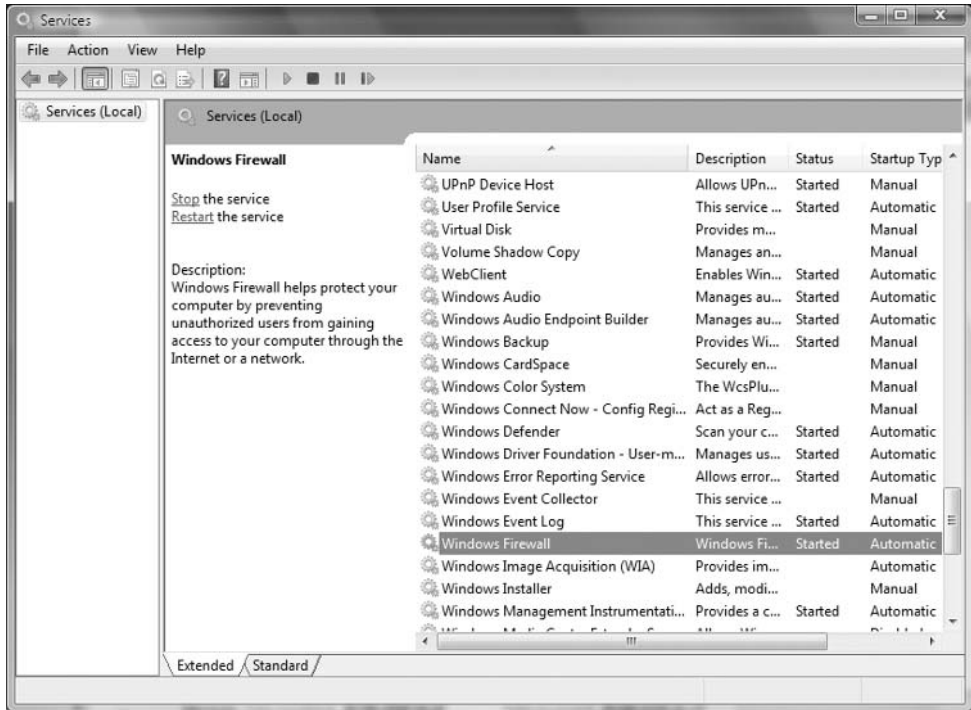 Services
File Action View Help
Services (Local)
Services (Local)
Windows Firewall
Stop the service
Restart the service
Description:
Windows Firewall helps protect your
computer by preventing
unauthorized users from gaining
access to your computer through the
Internet or a network.
Name Description Status Startup Typ
UPnP Device Host Allows UPn... Started Manual
User Profile Service This service ... Started Automatic
Virtual Disk Provides m... Manual
Volume Shadow Copy Manages an... Manual
WebClient Enables Win... Started Automatic
Windows Audio Manages au... Started Automatic
Windows Audio Endpoint Builder Manages au... Started Automatic
Windows Backup Provides Wi... Started Manual
Windows CardSpace Securely en... Manual
Windows Color System The WcsPlu... Manual
Windows Connect Now - Config Regi... Act as a Reg... Manual
Windows Defender Scan your c... Started Automatic
Windows Driver Foundation - User-m... Manages us... Started Automatic
Windows Error Reporting Service Allows error... Started Automatic
Windows Event Collector This service ... Manual
Windows Event Log This service ... Started Automatic
Windows Firewall Windows Fi... Started Automatic
Windows Image Acquisition (WIA) Provides im... Automatic
Windows Installer Adds, modi... Manual
Windows Management Instrumentati... Provides a c... Started Automatic
Extended Standard